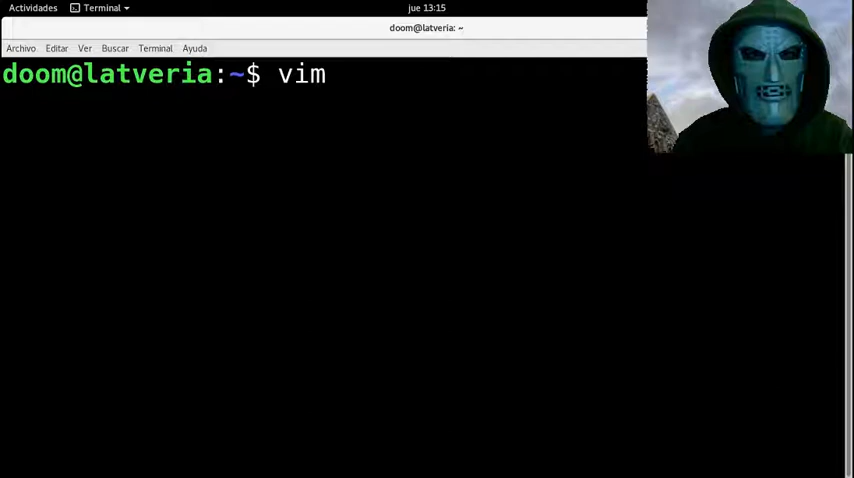 Actividades Terminal jue 13:15
doom@latveria: ~
Archivo Editar Ver Buscar Terminal Ayuda
doom@latveria:~$ vim